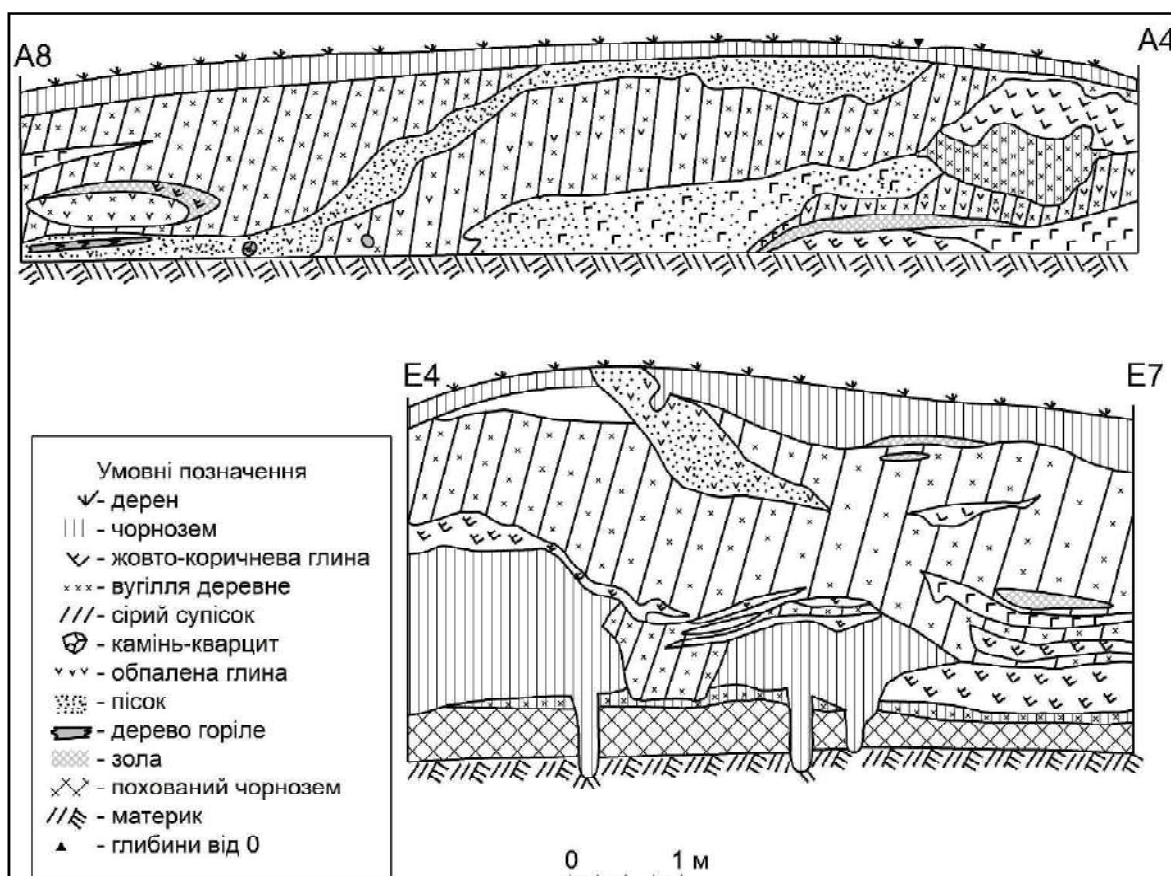 A8
A4
E4
E7
Умовні позначення
- дерен
- чорнозем
- жовто-коричнева глина
- вугілля деревне
- сірий супісок
- камінь-кварцит
- обпалена глина
- пісок
- дерево горіле
- зола
- похований чорнозем
- материк
- глибини від 0
0 1 м